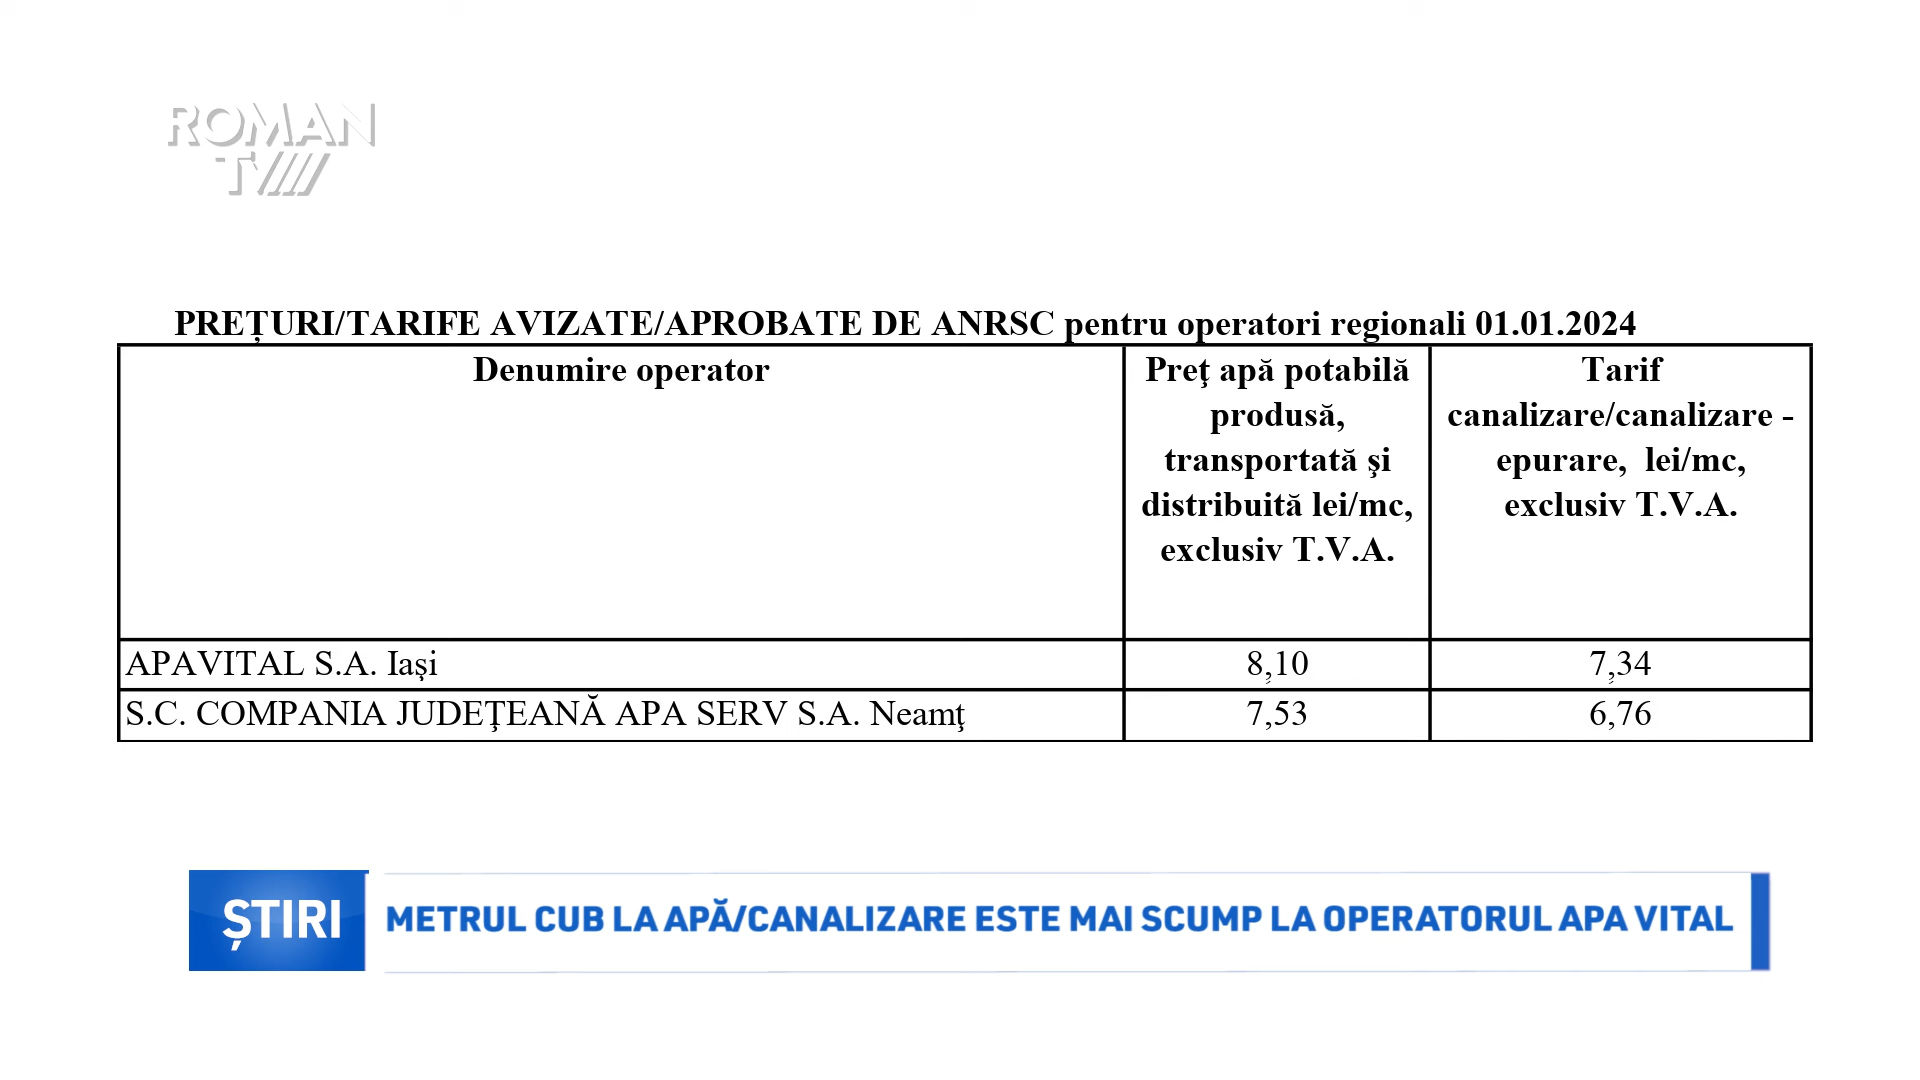 ROMAN
TV
PREȚURI/TARIFE AVIZATE/APROBATE DE ANRSC pentru operatori regionali 01.01.2024
Denumire operator
Preţ apă potabilă
produsă,
transportată şi
distribuită lei/mc,
exclusiv T.V.A.
Tarif
canalizare/canalizare -
epurare, lei/mc,
exclusiv T.V.A.
APAVITAL S.A. Iaşi 8,10 7,34
S.C. COMPANIA JUDEŢEANĂ APA SERV S.A. Neamţ 7,53 6,76
ȘTIRI
METRUL CUB LA APĂ/CANALIZARE ESTE MAI SCUMP LA OPERATORUL APA VITAL